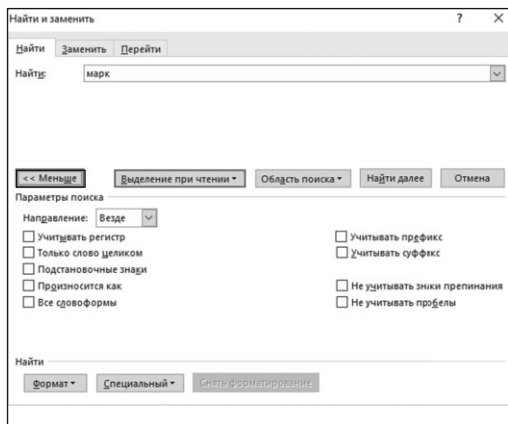 Найти и заменить ? ×
Найти Заменить Перейти
Найти: марк
<< Меньше Выделение при чтении Область поиска Найти далее Отмена
Параметры поиска
Направление: Везде
Учитывать регистр Учитывать префикс
Только слово целиком Учитывать суффикс
Подстановочные знаки
Произносится как Не учитывать знаки препинания
Все словоформы Не учитывать пробелы
Найти
Формат Специальный Снять форматирование